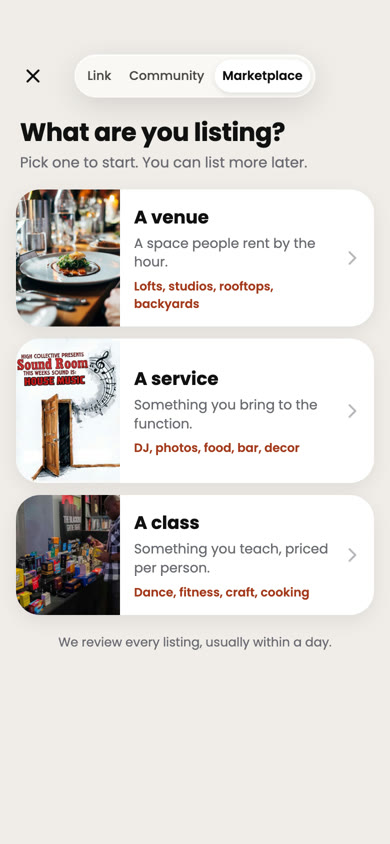 Link Community Marketplace
What are you listing?
Pick one to start. You can list more later.
A venue
A space people rent by the
hour.
Lofts, studios, rooftops,
backyards
HIGH COLLECTIVE PRESENTS
Sound Room
THIS WEEKS SOUND IS:
HOUSE MUSIC
A service
Something you bring to the
function.
DJ, photos, food, bar, decor
A class
Something you teach, priced
per person.
Dance, fitness, craft, cooking
We review every listing, usually within a day.